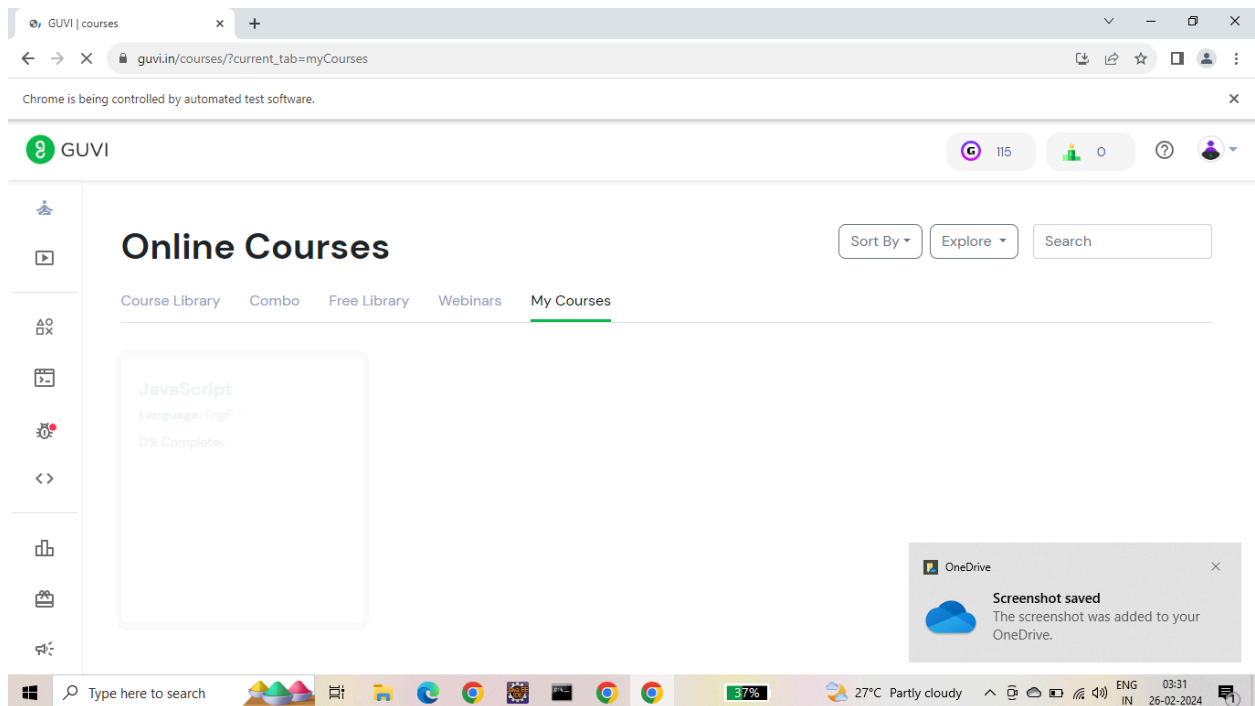 GUVI | courses
guvi.in/courses/?current_tab=myCourses
Chrome is being controlled by automated test software.
GUVI
G 115 0
Online Courses
Sort By Explore Search
Course Library Combo Free Library Webinars My Courses
JavaScript
Language:
0% Completed
OneDrive
Screenshot saved
The screenshot was added to your
OneDrive.
Type here to search
37%
27°C Partly cloudy
ENG
IN
03:31
26-02-2024
1